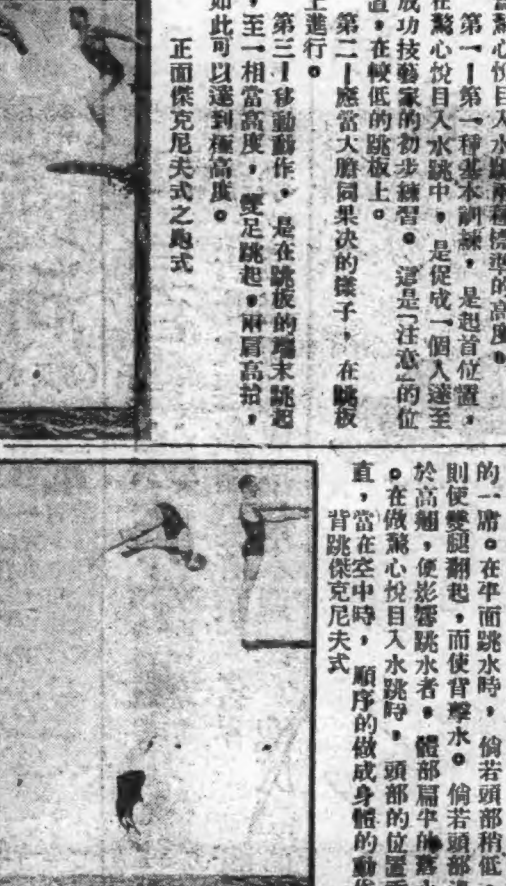 驚心悅目入水跳兩種標準的高度。
第一—第一種基本訓練，是起首位置，
在驚心悅目入水跳中，是促成一個人達至
成功技藝家的初步練習。這是「注意」的位
置，在較低的跳板上。
第二—應當大膽同果决的樣子，在跳板
上進行。
第三—移動動作，是在跳板的端末跳起
，至一相當高度，雙足跳起，兩肩高抬，
如此可以達到極高度。
正面傑克尼夫式之跑式
的一席。在平面跳水時，倘若頭部稍低，
則使雙腿翻起，而使背擊水。倘若頭部
於高翹，便影響跳水者，體部扁平的落
。在做驚心悅目入水跳時，頭部的位置
直，當在空中時，順序的做成身體的動作
背跳傑克尼夫式